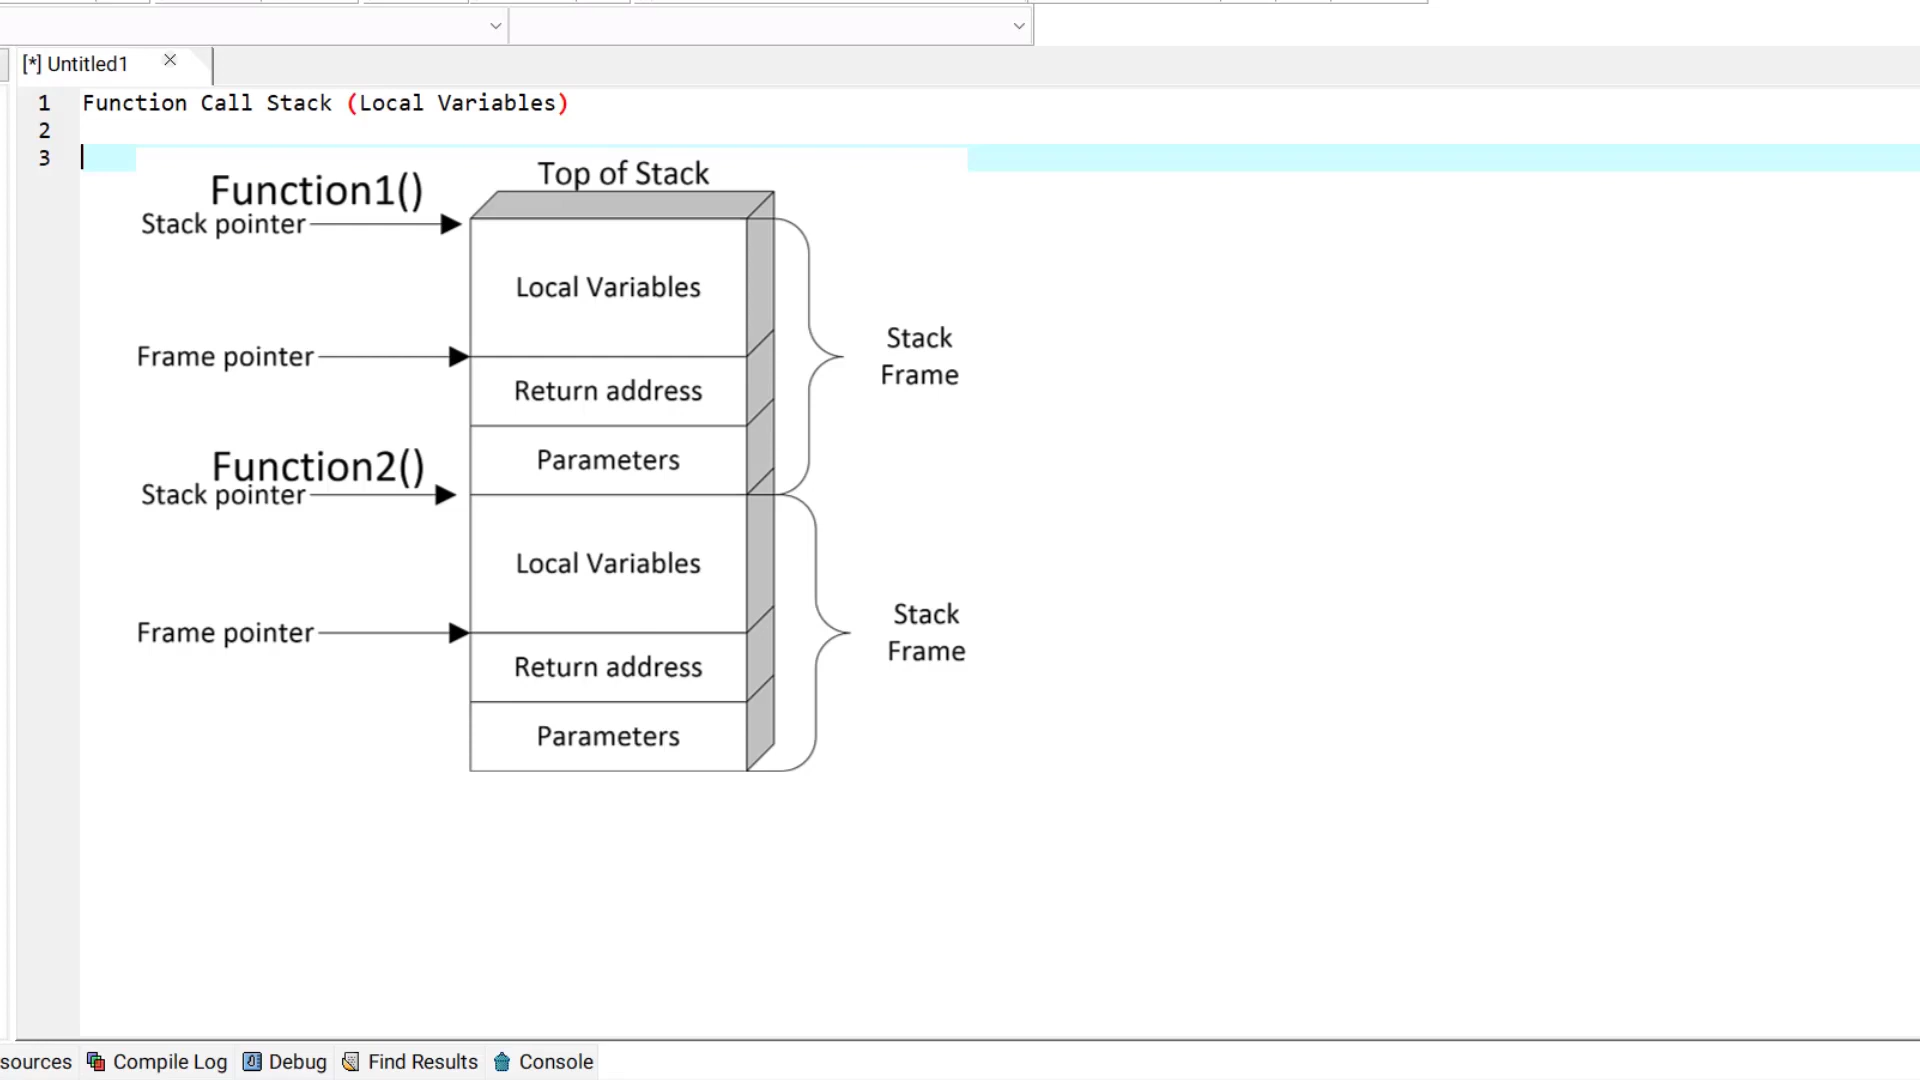 [*] Untitled1
1 Function Call Stack (Local Variables)
2
3
Top of Stack
Function1()
Stack pointer
Local Variables
Stack
Frame
Frame pointer
Return address
Parameters
Function2()
Stack pointer
Local Variables
Stack
Frame
Frame pointer
Return address
Parameters
sources Compile Log Debug Find Results Console